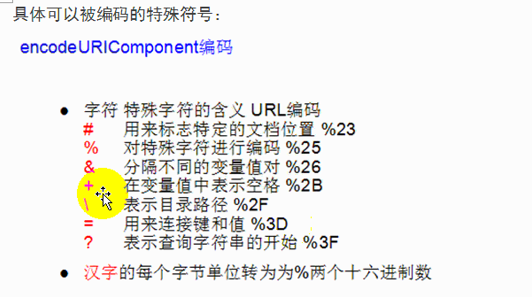 具体可以被编码的特殊符号：
encodeURIComponent编码
● 字符 特殊字符的含义 URL编码
# 用来标志特定的文档位置 %23
% 对特殊字符进行编码 %25
& 分隔不同的变量值对 %26
+ 在变量值中表示空格 %2B
\ 表示目录路径 %2F
= 用来连接键和值 %3D
? 表示查询字符串的开始 %3F
● 汉字的每个字节单位转为为%两个十六进制数